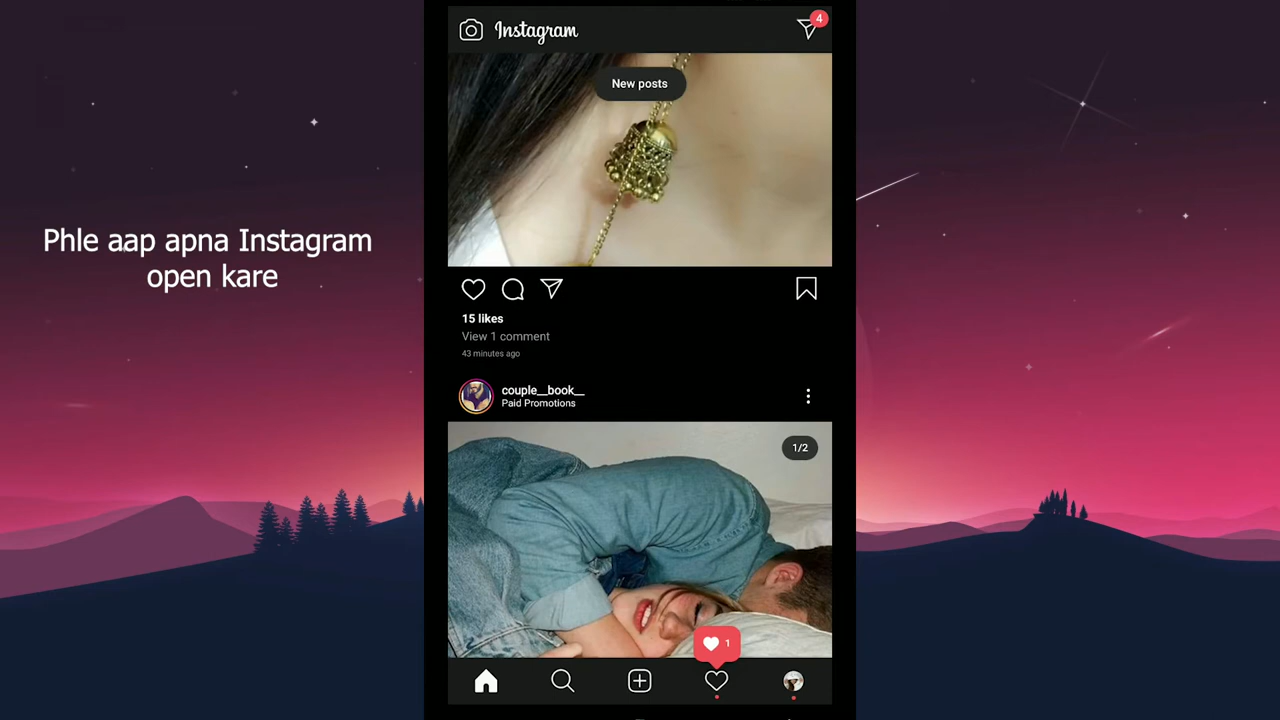 Instagram
4
New posts
Phle aap apna Instagram
open kare
15 likes
View 1 comment
43 minutes ago
couple__book__
Paid Promotions
1/2
1